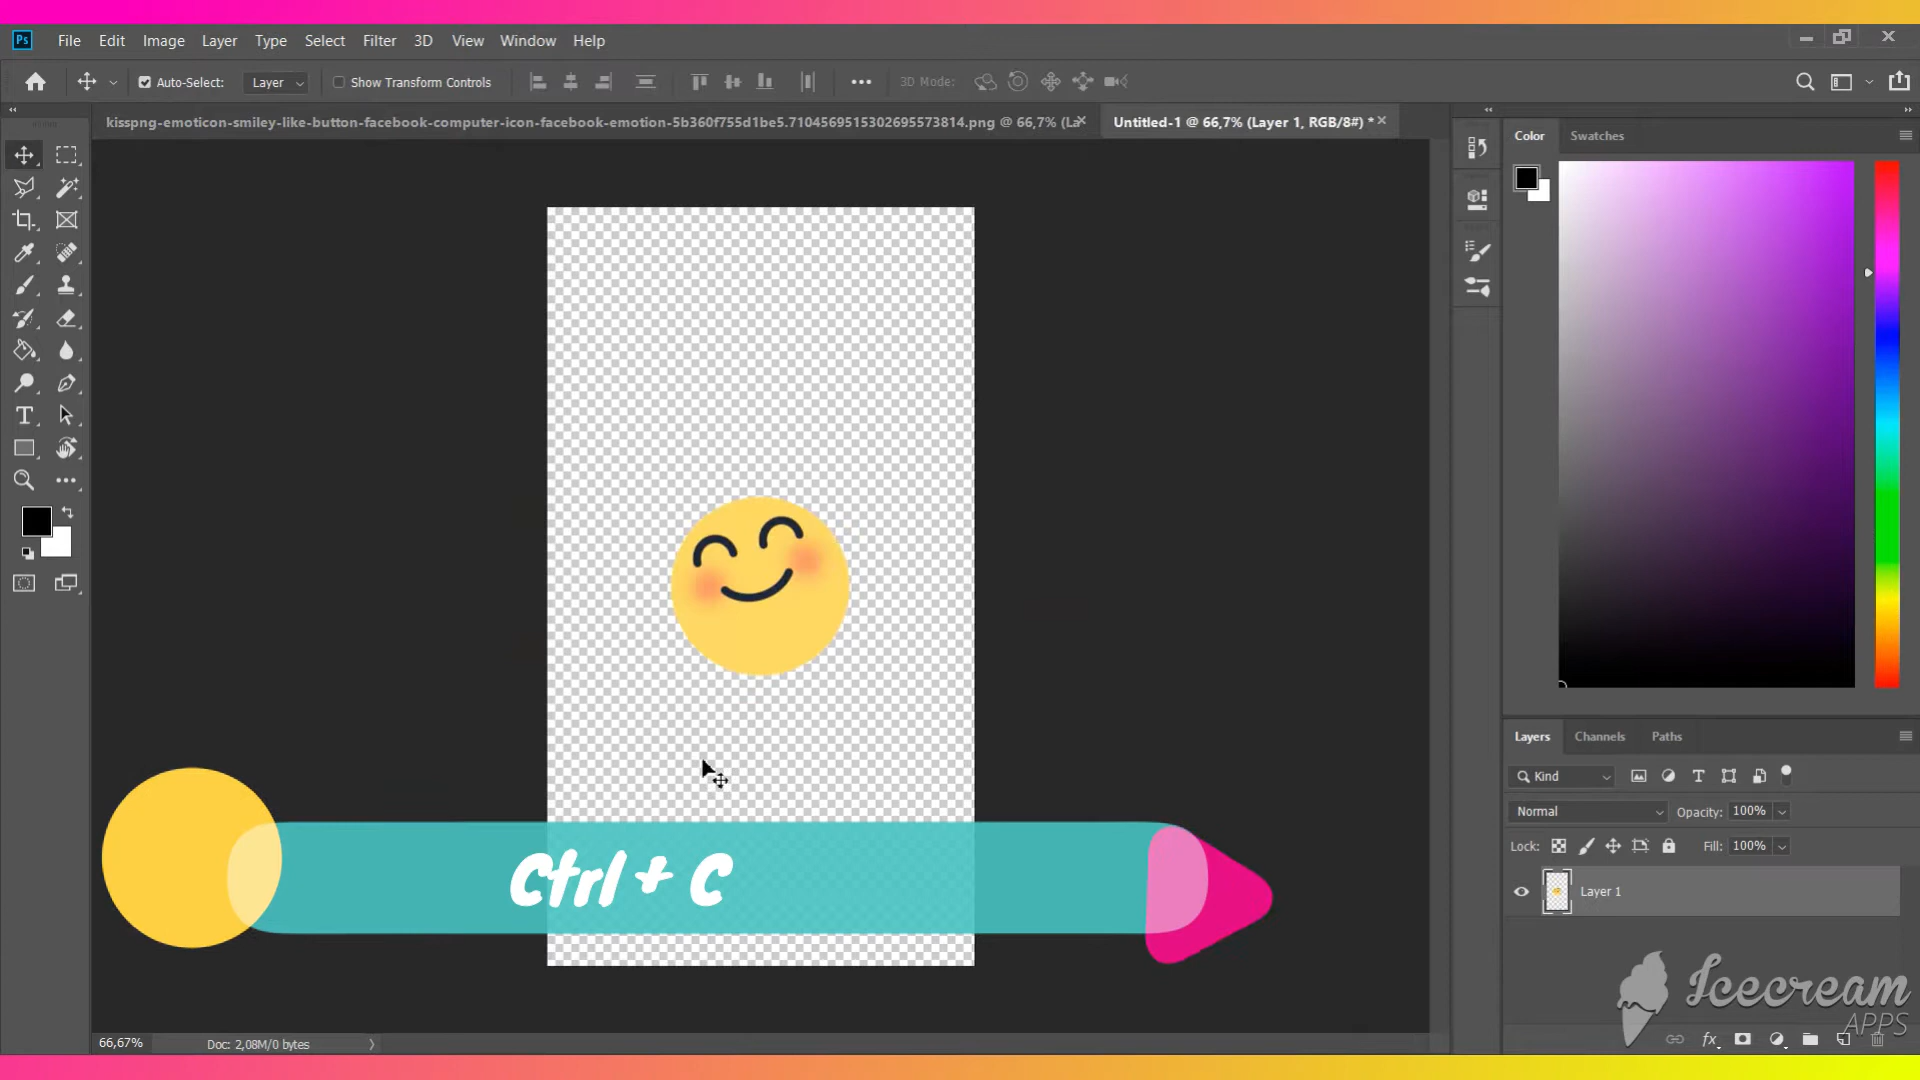 Ps File Edit Image Layer Type Select Filter 3D View Window Help
Auto-Select: Layer Show Transform Controls 3D Mode:
kisspng-emoticon-smiley-like-button-facebook-computer-icon-facebook-emotion-5b360f755d1be5.7104569515302695573814.png @ 66,7% (La
Untitled-1 @ 66,7% (Layer 1, RGB/8#) *
Color Swatches
Ctrl + C
Layers Channels Paths
Kind
Normal Opacity: 100%
Lock: Fill: 100%
Layer 1
Icecream
APPS
fx
66,67% Doc: 2,08M/0 bytes